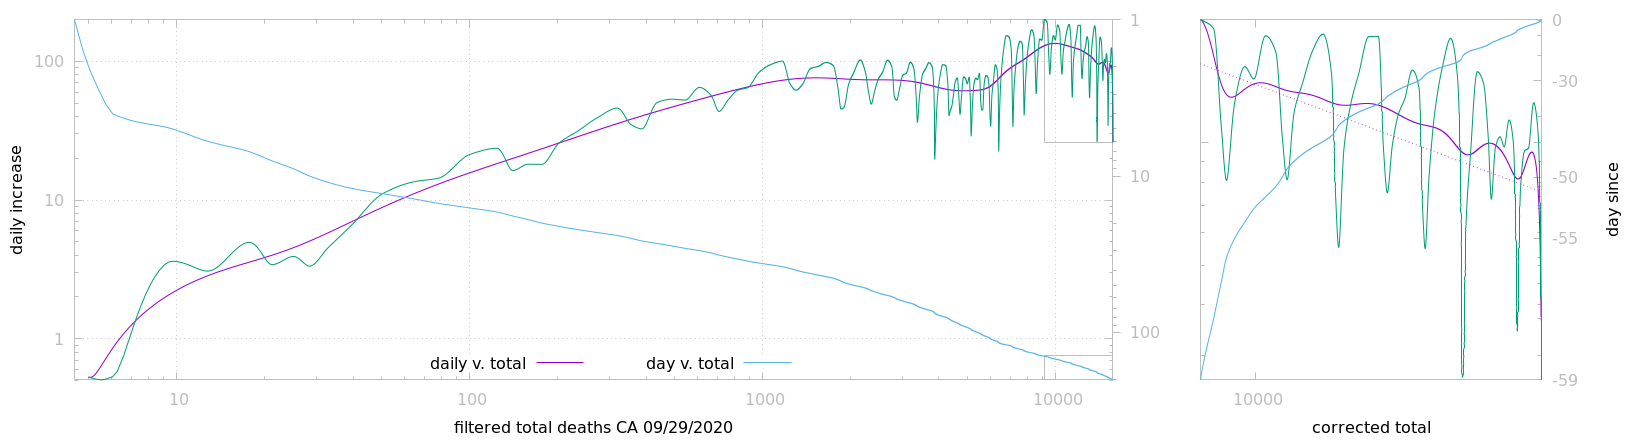 daily increase
100
10
1
10
100
1000
10000
1
10
100
daily v. total
day v. total
filtered total deaths CA 09/29/2020
0
-30
-50
-55
-59
day since
10000
corrected total